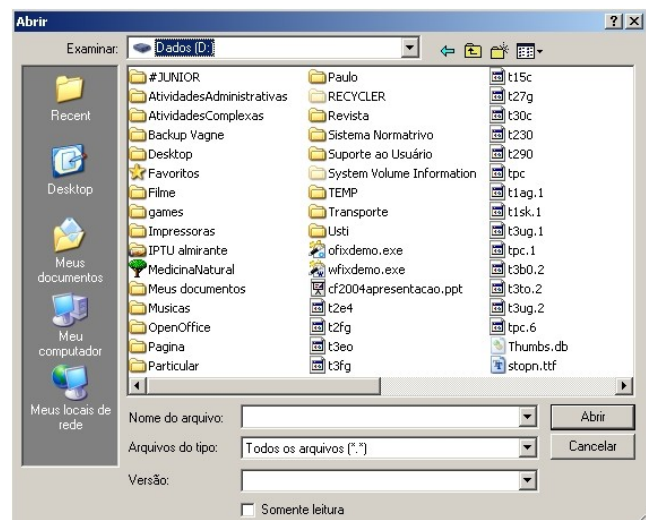 Abrir
Examinar: Dados (D:)
Recent
Desktop
Meus
documentos
Meu
computador
Meus locais de
rede
#JUNIOR
AtividadesAdministrativas
AtividadesComplexas
Backup Vagne
Desktop
Favoritos
Filme
games
Impressoras
IPTU almirante
MedicinaNatural
Meus documentos
Musicas
OpenOffice
Pagina
Particular
Paulo
RECYCLER
Revista
Sistema Normatrivo
Suporte ao Usuário
System Volume Information
TEMP
Transporte
Usti
ofixdemo.exe
wfixdemo.exe
cf2004apresentacao.ppt
t2e4
t2fg
t3eo
t3fg
t15c
t27g
t30c
t230
t290
tpc
t1ag.1
t1sk.1
t3ug.1
tpc.1
t3b0.2
t3to.2
t3ug.2
tpc.6
Thumbs.db
stopn.ttf
Nome do arquivo:
Abrir
Arquivos do tipo: Todos os arquivos (*.*)
Cancelar
Versão:
Somente leitura